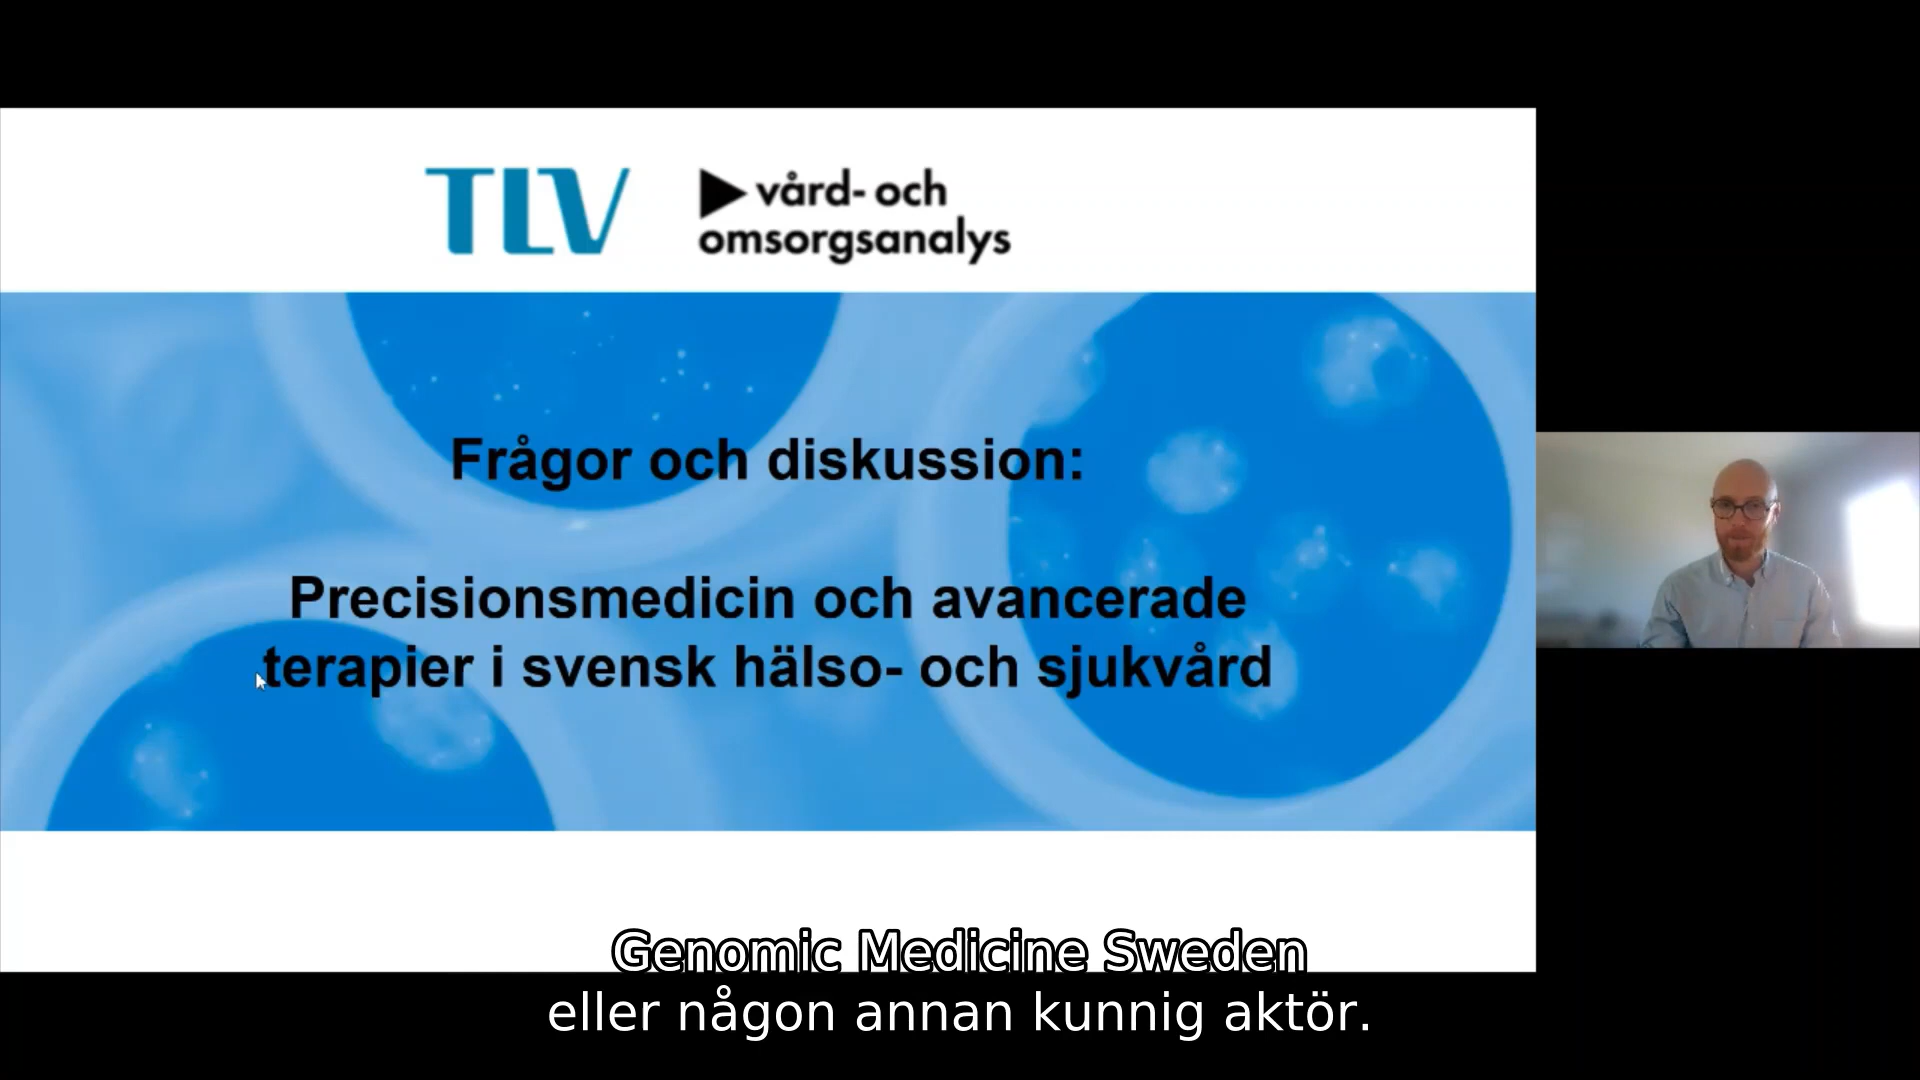 TLV
vård- och
omsorgsanalys
Frågor och diskussion:
Precisionsmedicin och avancerade
terapier i svensk hälso- och sjukvård
Genomic Medicine Sweden
eller någon annan kunnig aktör.